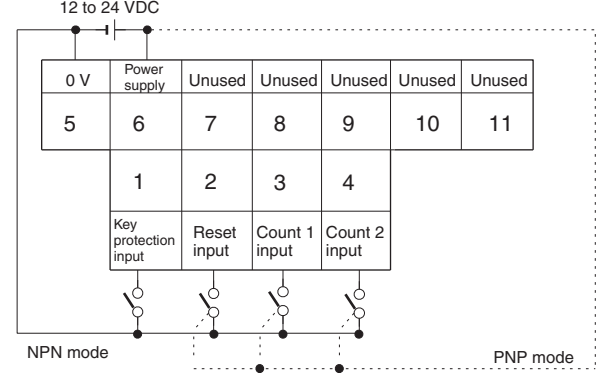 12 to 24 VDC
0 V
Power
supply
Unused
Unused
Unused
Unused
Unused
5
6
7
8
9
10
11
1
2
3
4
Key
protection
input
Reset
input
Count 1
input
Count 2
input
NPN mode
PNP mode